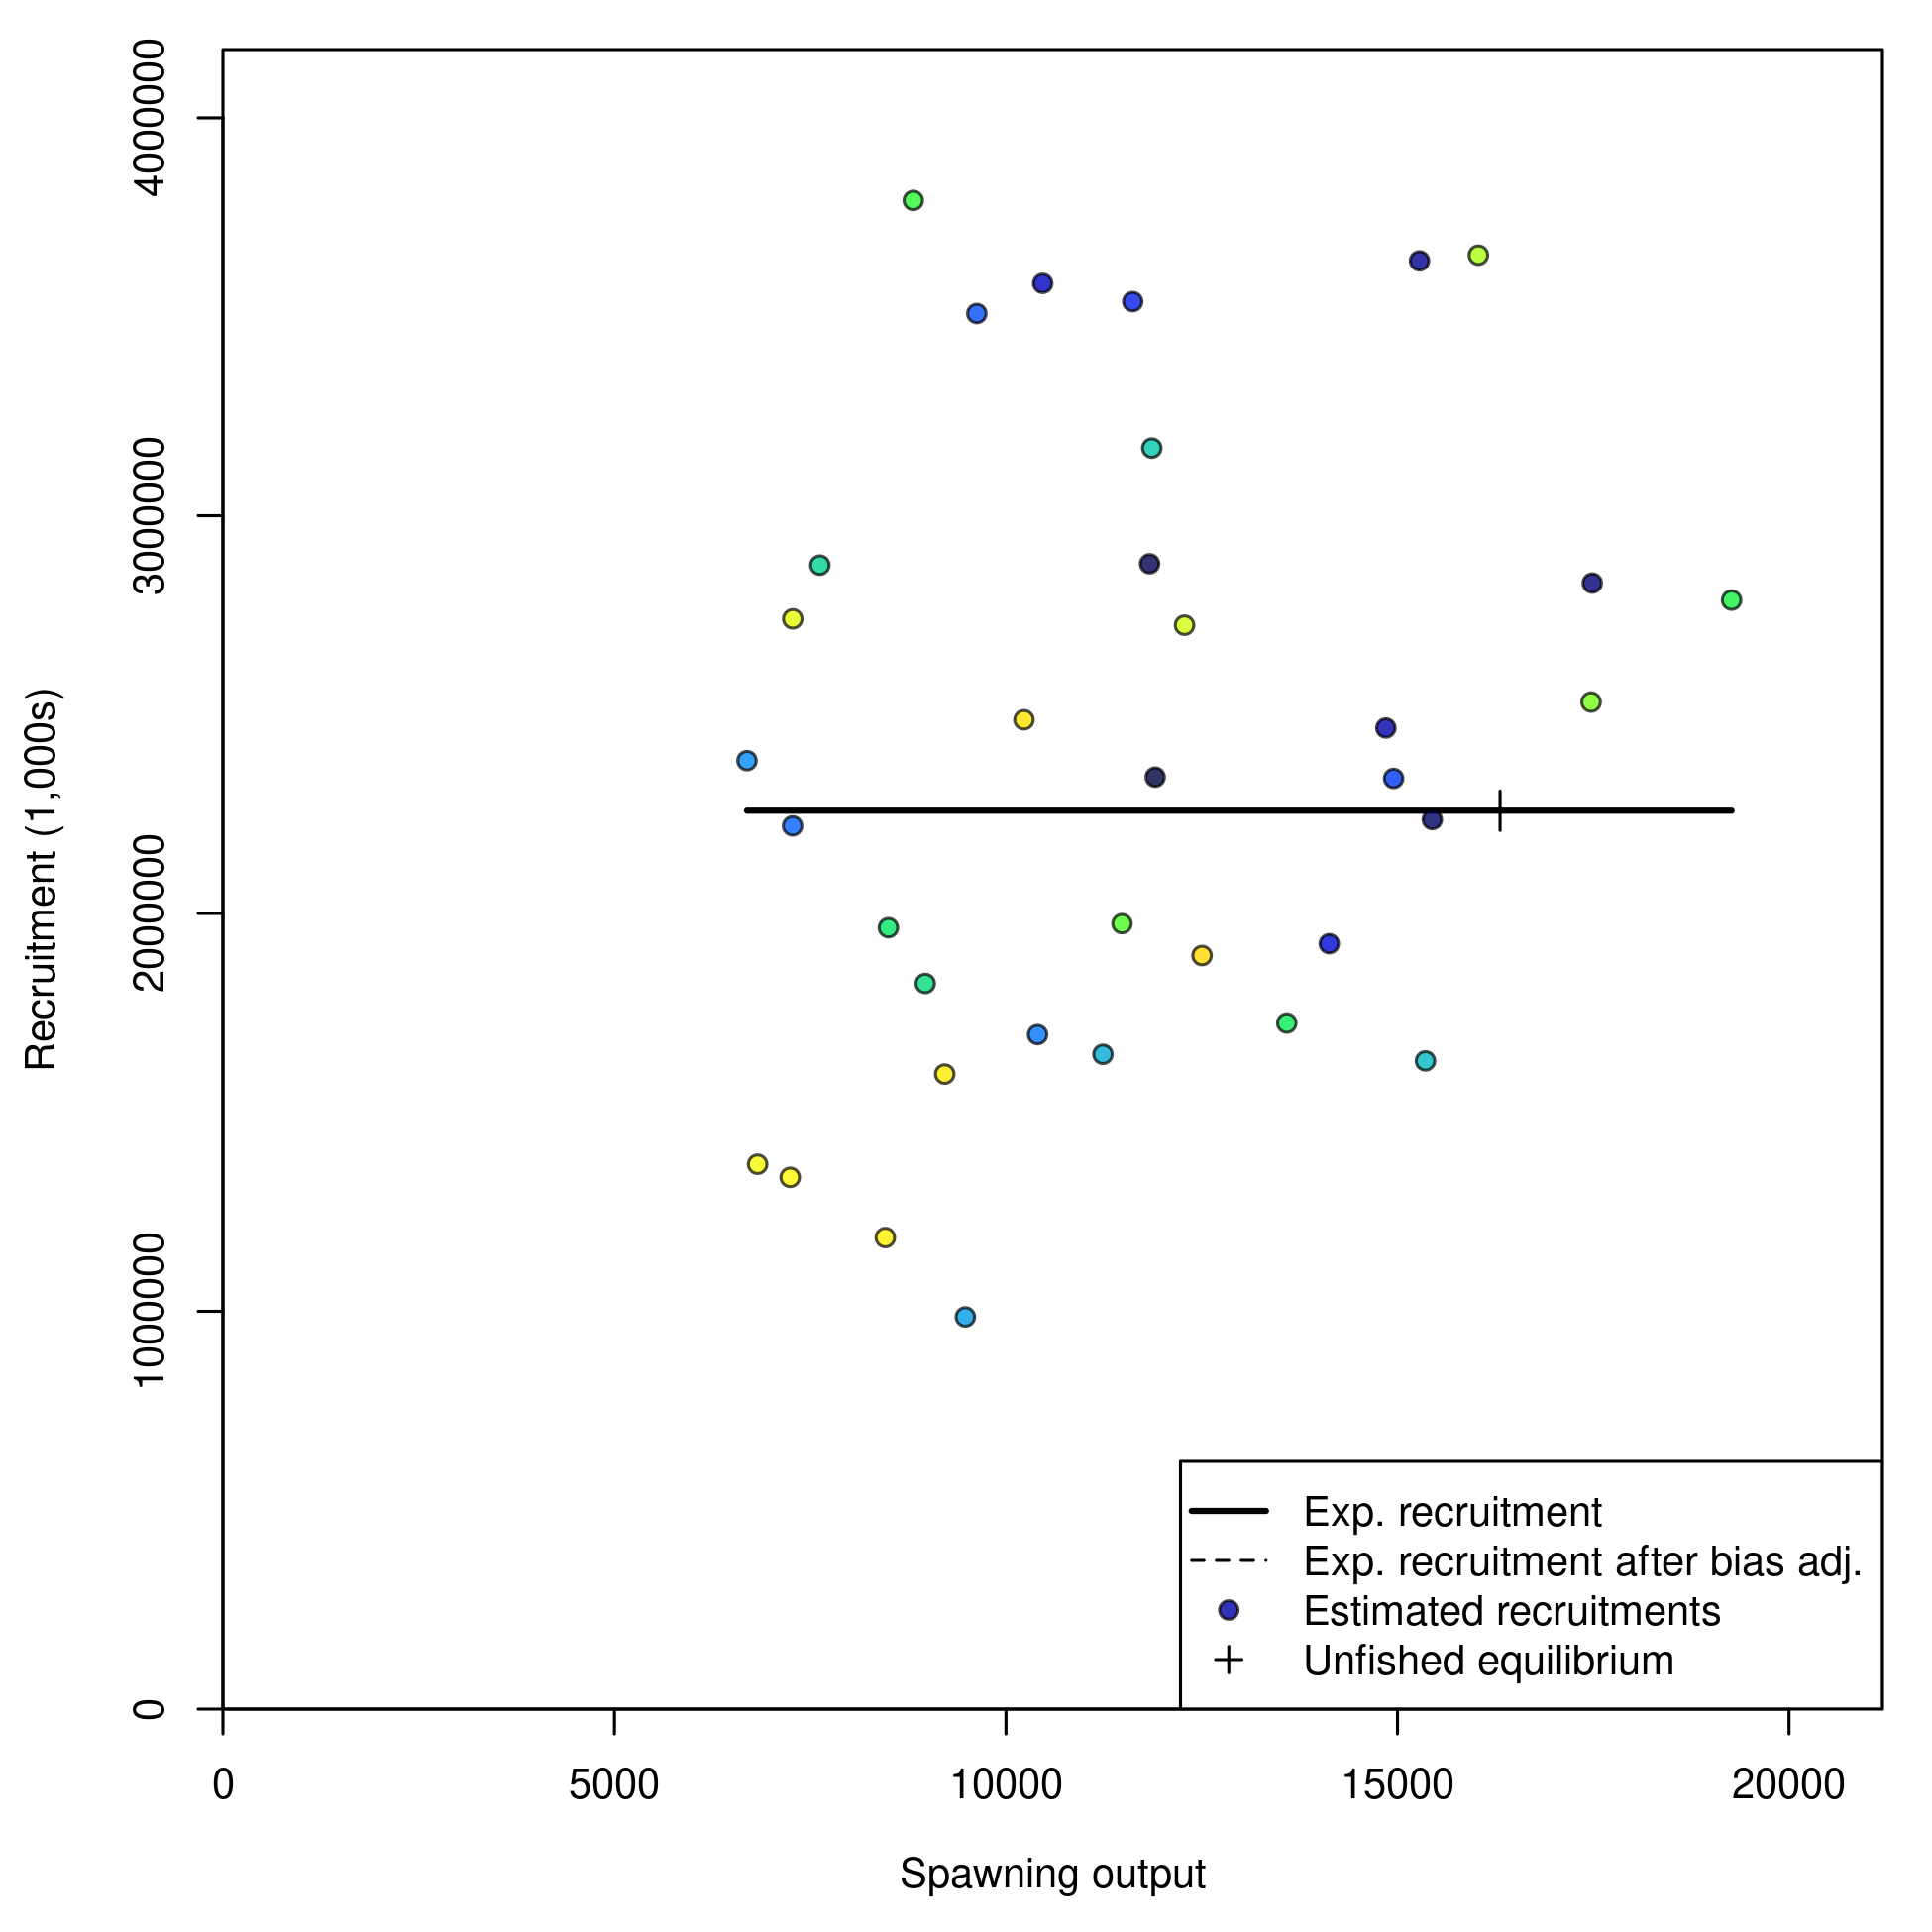 4000000
3000000
2000000
1000000
0
Recruitment (1,000s)
0
5000
10000
15000
20000
Spawning output
Exp. recruitment
Exp. recruitment after bias adj.
Estimated recruitments
Unfished equilibrium